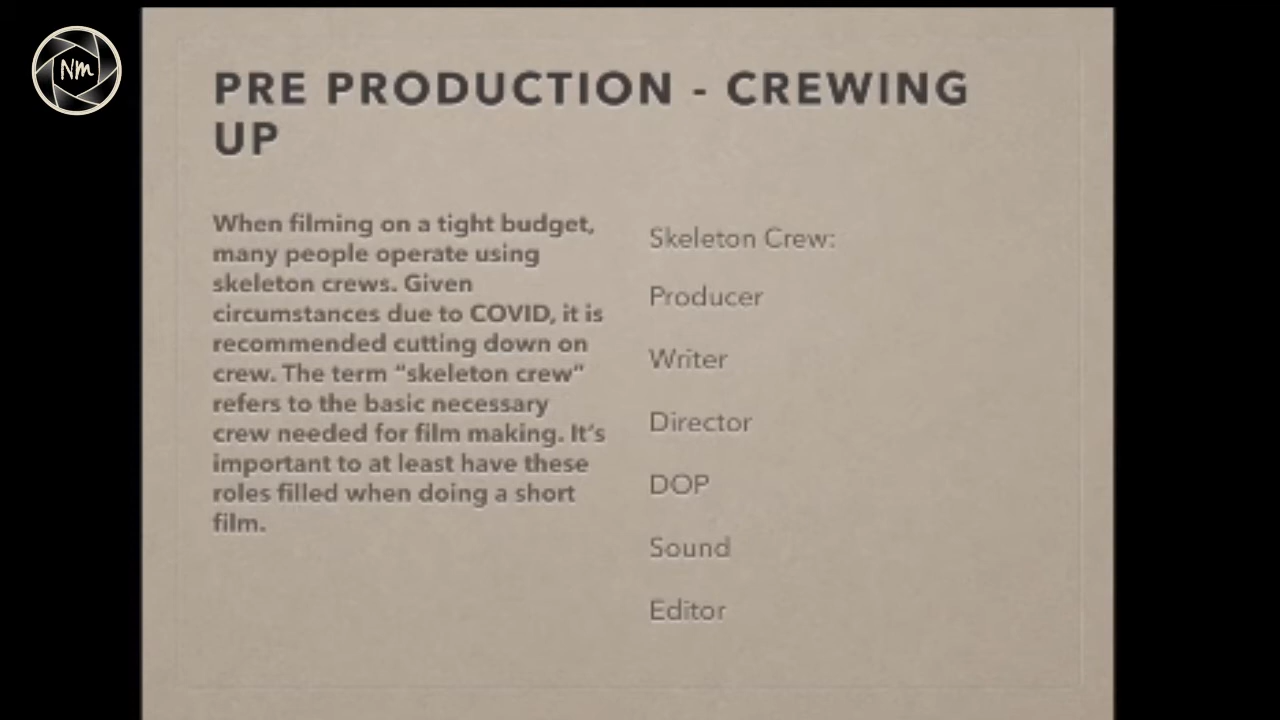 Nm
PRE PRODUCTION - CREWING
UP
When filming on a tight budget,
many people operate using
skeleton crews. Given
circumstances due to COVID, it is
recommended cutting down on
crew. The term “skeleton crew”
refers to the basic necessary
crew needed for film making. It’s
important to at least have these
roles filled when doing a short
film.
Skeleton Crew:
Producer
Writer
Director
DOP
Sound
Editor